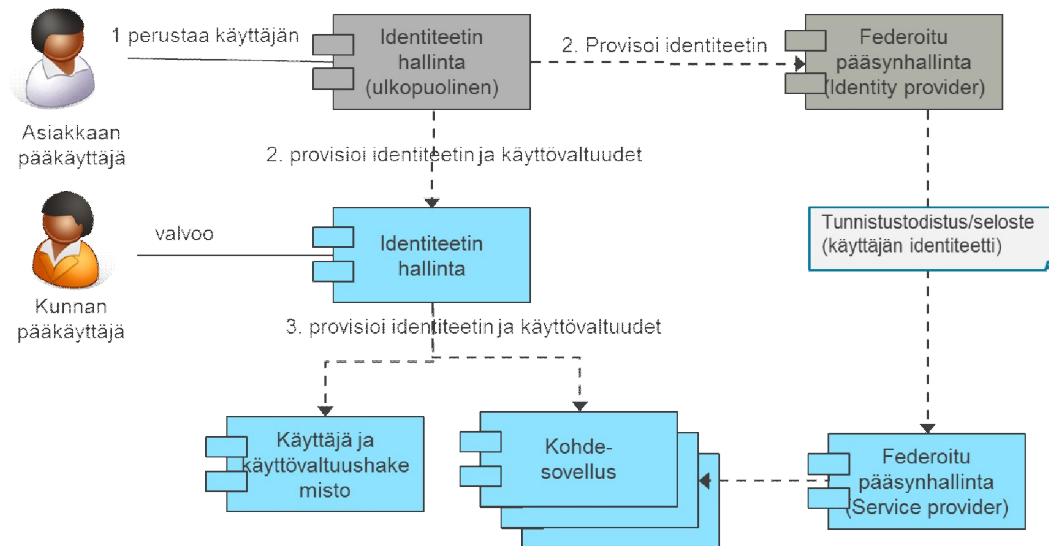 1 perustaa käyttäjän
Identiteetin
hallinta
(ulkopuolinen)
2. Provisoi identiteetin
Federoitu
pääsynhallinta
(Identity provider)
Asiakkaan
pääkäyttäjä
2. provisioi identiteetin ja käyttövaltuudet
Tunnistustodistus/seloste
(käyttäjän identiteetti)
valvoo
Identiteetin
hallinta
Kunnan
pääkäyttäjä
3. provisioi identiteetin ja käyttövaltuudet
Käyttäjä ja
käyttövaltuushake
misto
Kohde-
sovellus
Federoitu
pääsynhallinta
(Service provider)